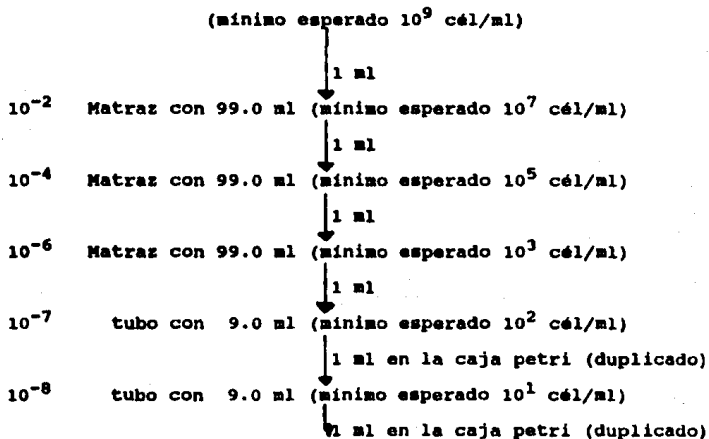 (mínimo esperado 10⁹ cél/ml)
1 ml
10⁻² Matraz con 99.0 ml (mínimo esperado 10⁷ cél/ml)
1 ml
10⁻⁴ Matraz con 99.0 ml (mínimo esperado 10⁵ cél/ml)
1 ml
10⁻⁶ Matraz con 99.0 ml (mínimo esperado 10³ cél/ml)
1 ml
10⁻⁷ tubo con 9.0 ml (mínimo esperado 10² cél/ml)
1 ml en la caja petri (duplicado)
10⁻⁸ tubo con 9.0 ml (mínimo esperado 10¹ cél/ml)
1 ml en la caja petri (duplicado)